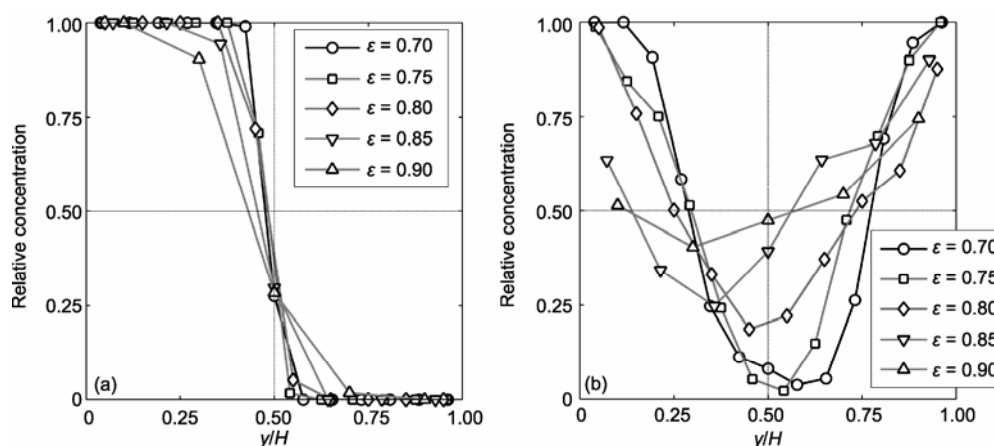 1.00
0.75
0.50
0.25
0
Relative concentration
(a)
0
0.25
0.50
0.75
1.00
y/H
ε = 0.70
ε = 0.75
ε = 0.80
ε = 0.85
ε = 0.90
1.00
0.75
0.50
0.25
0
Relative concentration
(b)
0
0.25
0.50
0.75
1.00
y/H
ε = 0.70
ε = 0.75
ε = 0.80
ε = 0.85
ε = 0.90